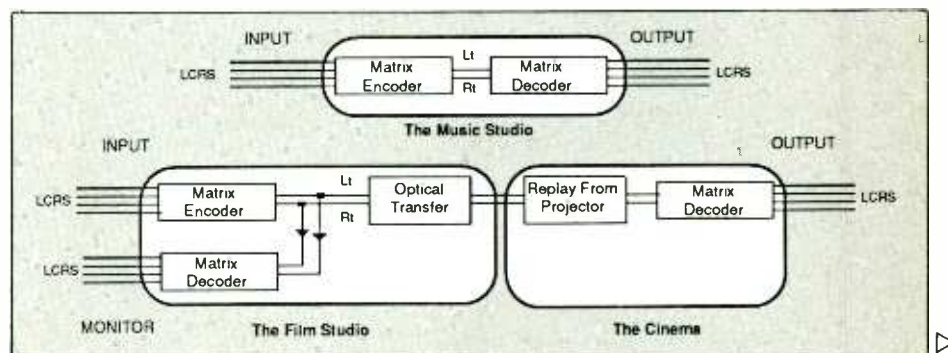 INPUT
OUTPUT
LCRS
Matrix
Encoder
Lt
Rt
Matrix
Decoder
LCRS
The Music Studio
INPUT
OUTPUT
LCRS
Matrix
Encoder
Lt
Rt
Optical
Transfer
Replay From
Projector
Matrix
Decoder
LCRS
LCRS
Matrix
Decoder
MONITOR
The Film Studio
The Cinema